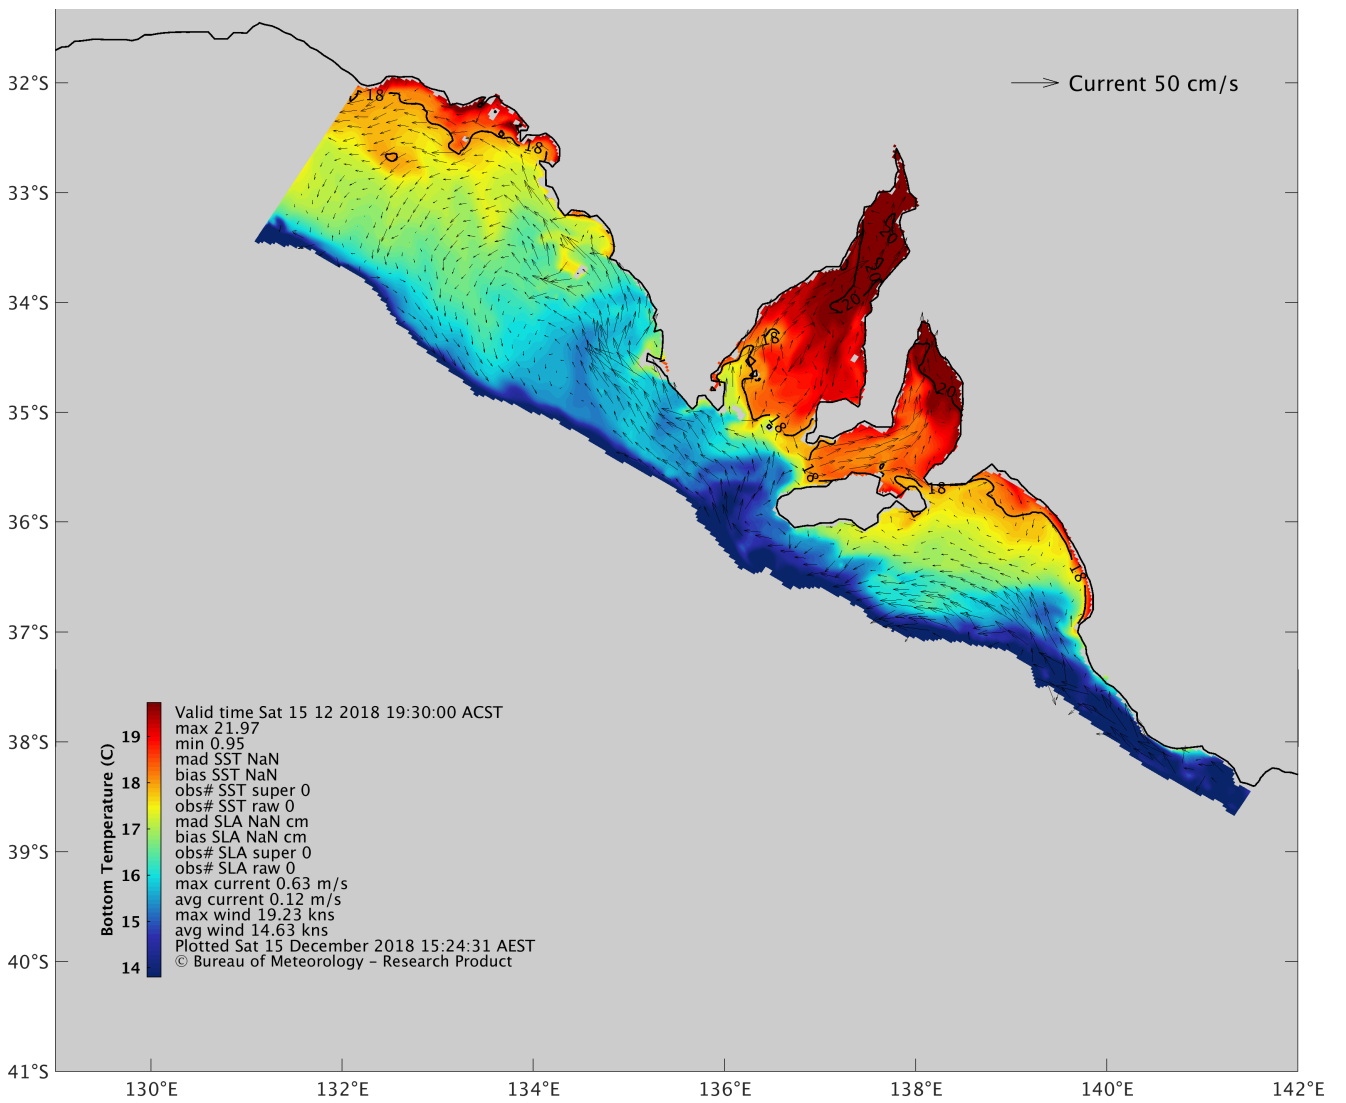 32°S
33°S
34°S
35°S
36°S
37°S
38°S
39°S
40°S
41°S
130°E
132°E
134°E
136°E
138°E
140°E
142°E
Current 50 cm/s
18
18
20
20
20
18
18
18
20
18
18
Bottom Temperature (C)
19
18
17
16
15
14
Valid time Sat 15 12 2018 19:30:00 ACST
max 21.97
min 0.95
mad SST NaN
bias SST NaN
obs# SST super 0
obs# SST raw 0
mad SLA NaN cm
bias SLA NaN cm
obs# SLA super 0
obs# SLA raw 0
max current 0.63 m/s
avg current 0.12 m/s
max wind 19.23 kns
avg wind 14.63 kns
Plotted Sat 15 December 2018 15:24:31 AEST
© Bureau of Meteorology – Research Product